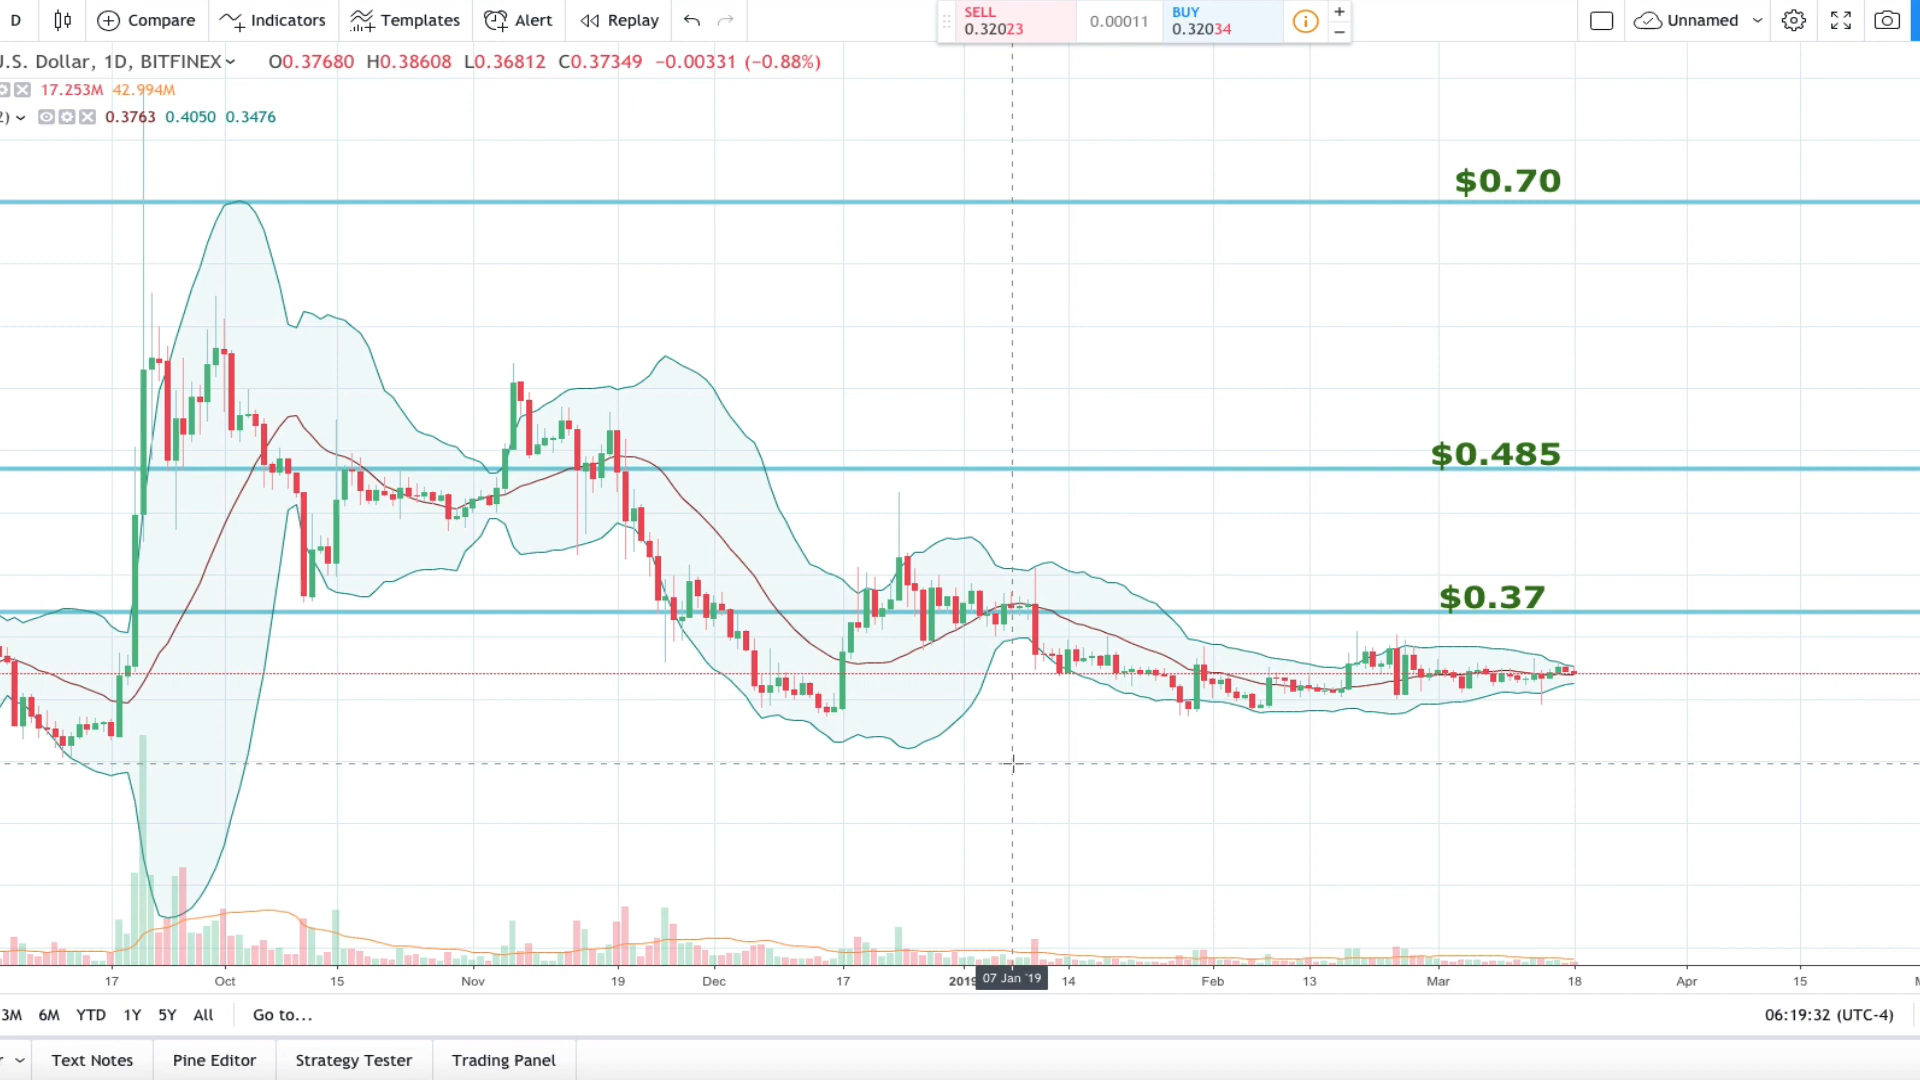 D Compare Indicators Templates Alert Replay SELL 0.32023 0.00011 BUY 0.32034 + − Unnamed
U.S. Dollar, 1D, BITFINEX O0.37680 H0.38608 L0.36812 C0.37349 −0.00331 (−0.88%)
17.253M 42.994M
2) 0.3763 0.4050 0.3476
$0.70
$0.485
$0.37
17 Oct 15 Nov 19 Dec 17 2019 07 Jan '19 14 Feb 13 Mar 18 Apr 15
3M 6M YTD 1Y 5Y All Go to... 06:19:32 (UTC-4)
Text Notes Pine Editor Strategy Tester Trading Panel